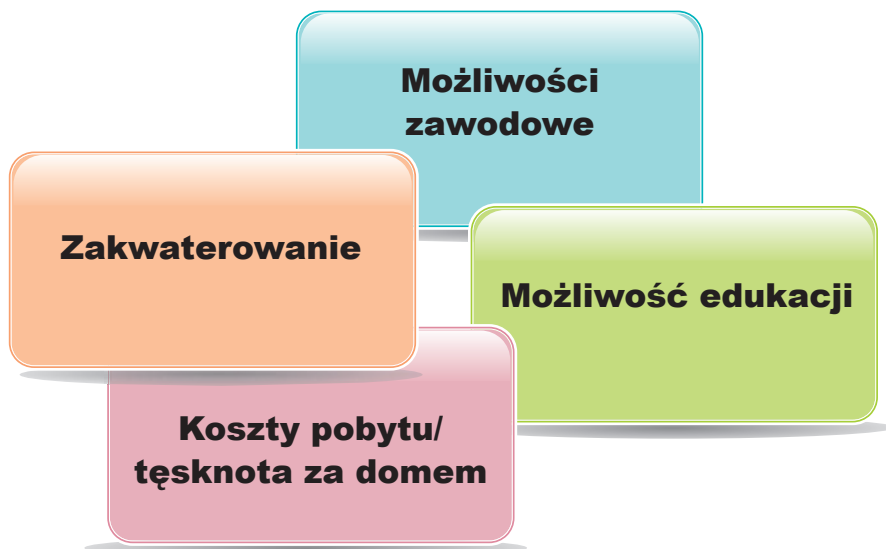 Możliwości
zawodowe
Zakwaterowanie
Możliwość edukacji
Koszty pobytu/
tęsknota za domem